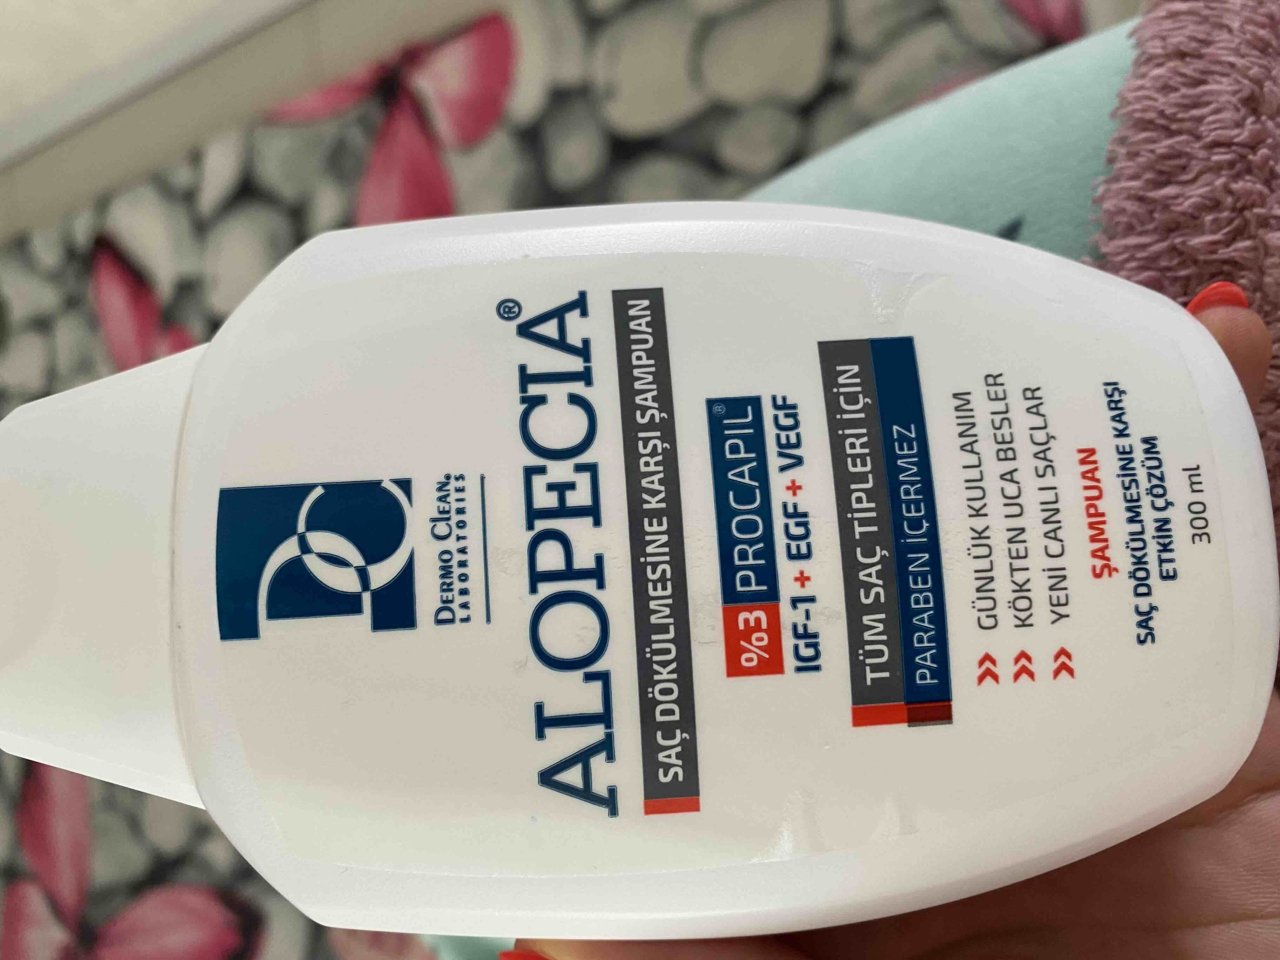 DC
DERMO CLEAN®
LABORATORIES
ALOPECIA®
SAÇ DÖKÜLMESİNE KARŞI ŞAMPUAN
%3 PROCAPIL®
IGF-1 + EGF + VEGF
TÜM SAÇ TİPLERİ İÇİN
PARABEN İÇERMEZ
GÜNLÜK KULLANIM
KÖKTEN UCA BESLER
YENİ CANLI SAÇLAR
ŞAMPUAN
SAÇ DÖKÜLMESİNE KARŞI
ETKİN ÇÖZÜM
300 ml